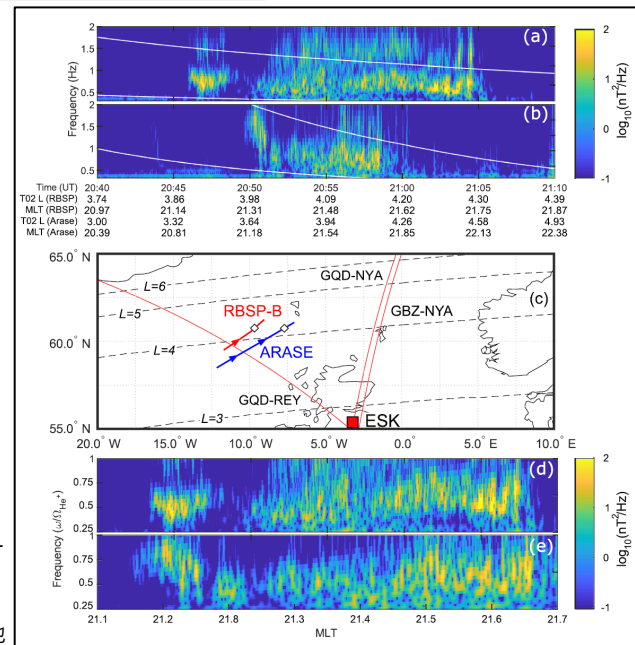 (a)
2
1.5
1
0.5
Frequency (Hz)
(b)
2
1.5
1
0.5
2
1
0
-1
log10(nT²/Hz)
Time (UT) 20:40 20:45 20:50 20:55 21:00 21:05 21:10
T02 L (RBSP) 3.74 3.86 3.98 4.09 4.20 4.30 4.39
MLT (RBSP) 20.97 21.14 21.31 21.48 21.62 21.75 21.87
T02 L (Arase) 3.00 3.32 3.64 3.94 4.26 4.58 4.93
MLT (Arase) 20.39 20.81 21.18 21.54 21.85 22.13 22.38
65.0° N
60.0° N
55.0° N
(c)
GQD-NYA
L=6
RBSP-B
GBZ-NYA
L=5
L=4
ARASE
GQD-REY
L=3
ESK
20.0° W 15.0° W 10.0° W 5.0° W 0.0° E 5.0° E 10.0° E
(d)
1
0.75
0.5
0.25
Frequency (ω/ΩHe+)
(e)
1
0.75
0.5
0.25
2
1
0
-1
log10(nT²/Hz)
21.1 21.2 21.8 21.3 21.4 21.5 21.6 21.7
MLT